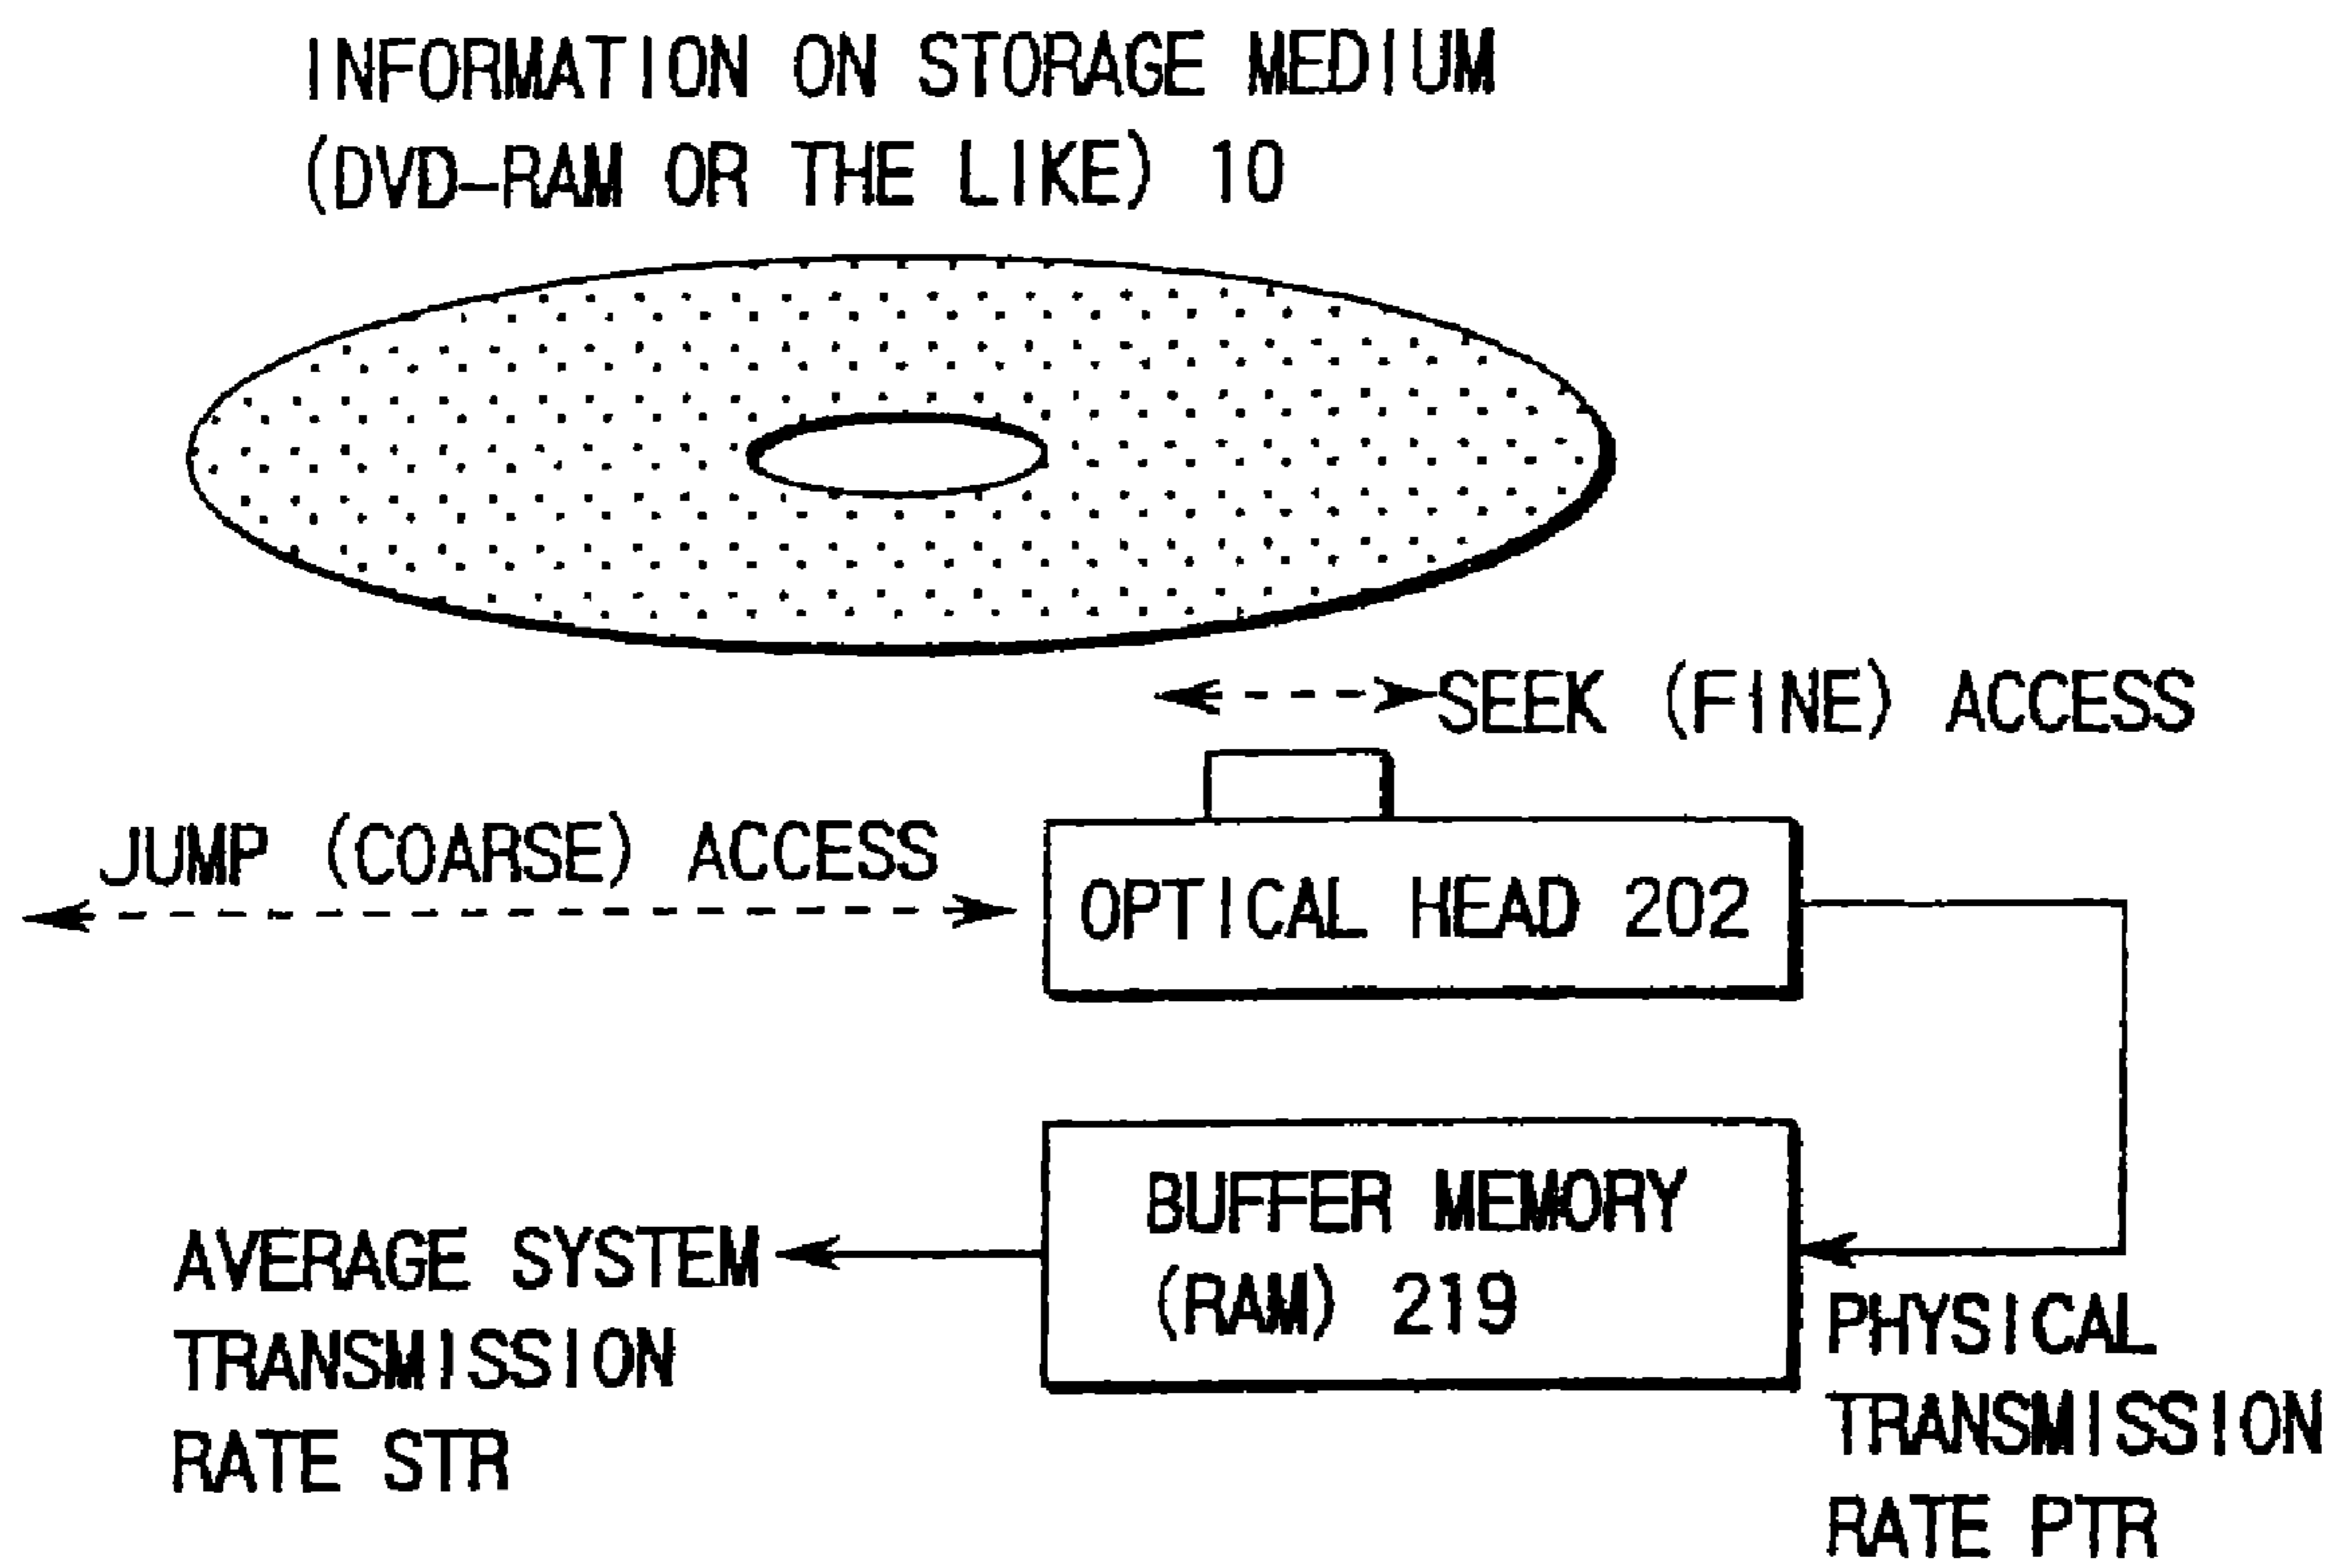 INFORMATION ON STORAGE MEDIUM
(DVD-RAM OR THE LIKE) 10
SEEK (FINE) ACCESS
JUMP (COARSE) ACCESS
OPTICAL HEAD 202
BUFFER MEMORY
(RAM) 219
AVERAGE SYSTEM
TRANSMISSION
RATE STR
PHYSICAL
TRANSMISSION
RATE PTR